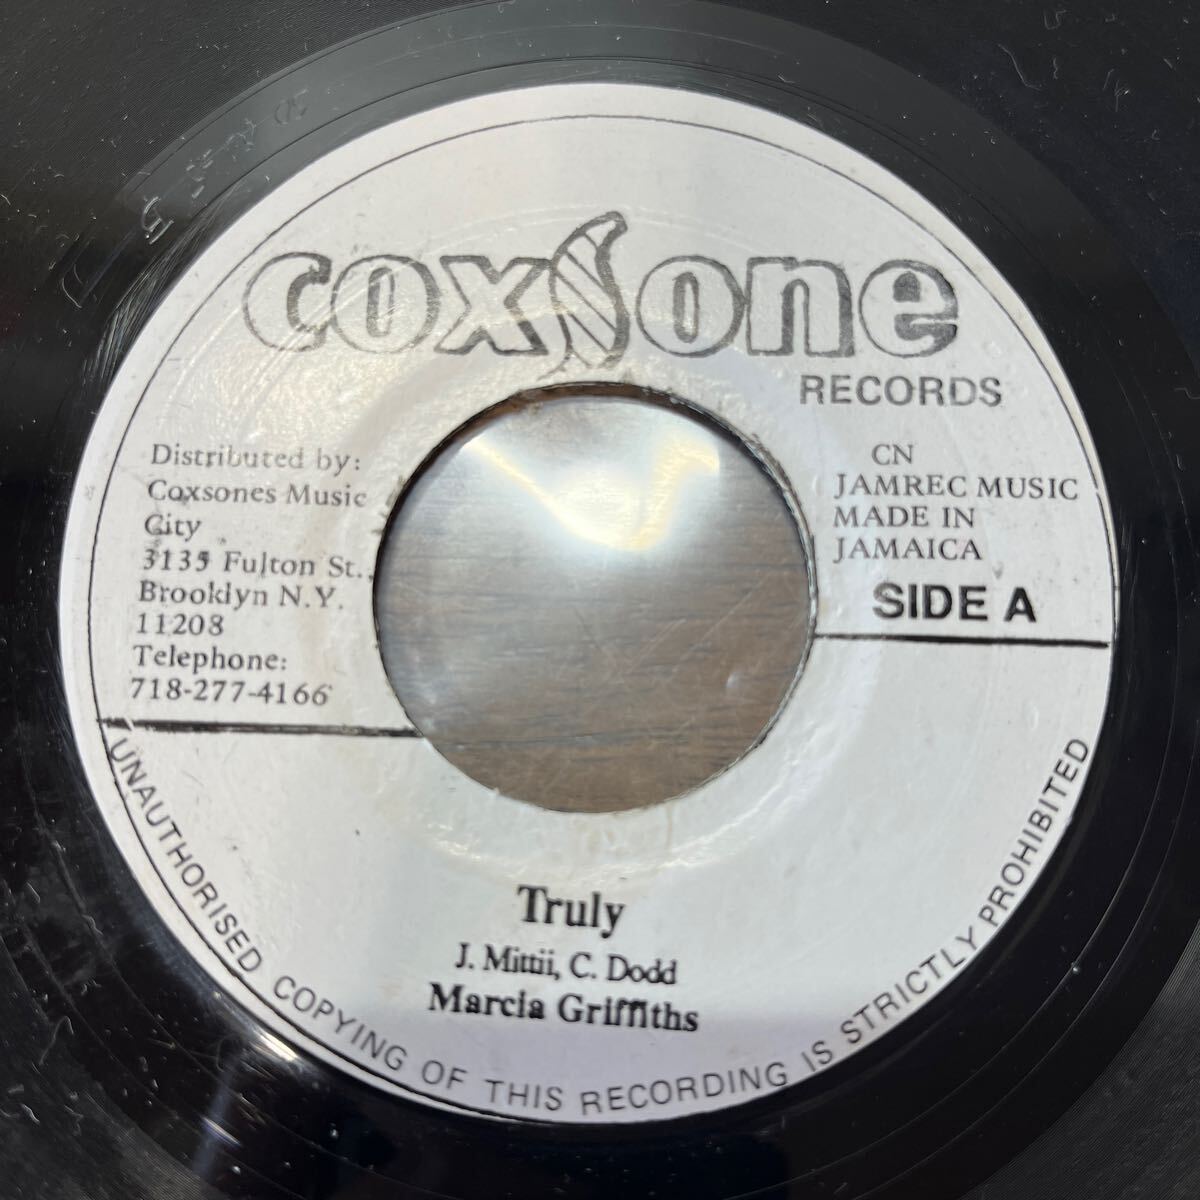 coxsone
RECORDS
Distributed by:
Coxsones Music
City
3135 Fulton St.,
Brooklyn N.Y.
11208
Telephone:
718-277-4166
CN
JAMREC MUSIC
MADE IN
JAMAICA
SIDE A
Truly
J. Mittii, C. Dodd
Marcia Griffiths
UNAUTHORISED COPYING OF THIS RECORDING IS STRICTLY PROHIBITED